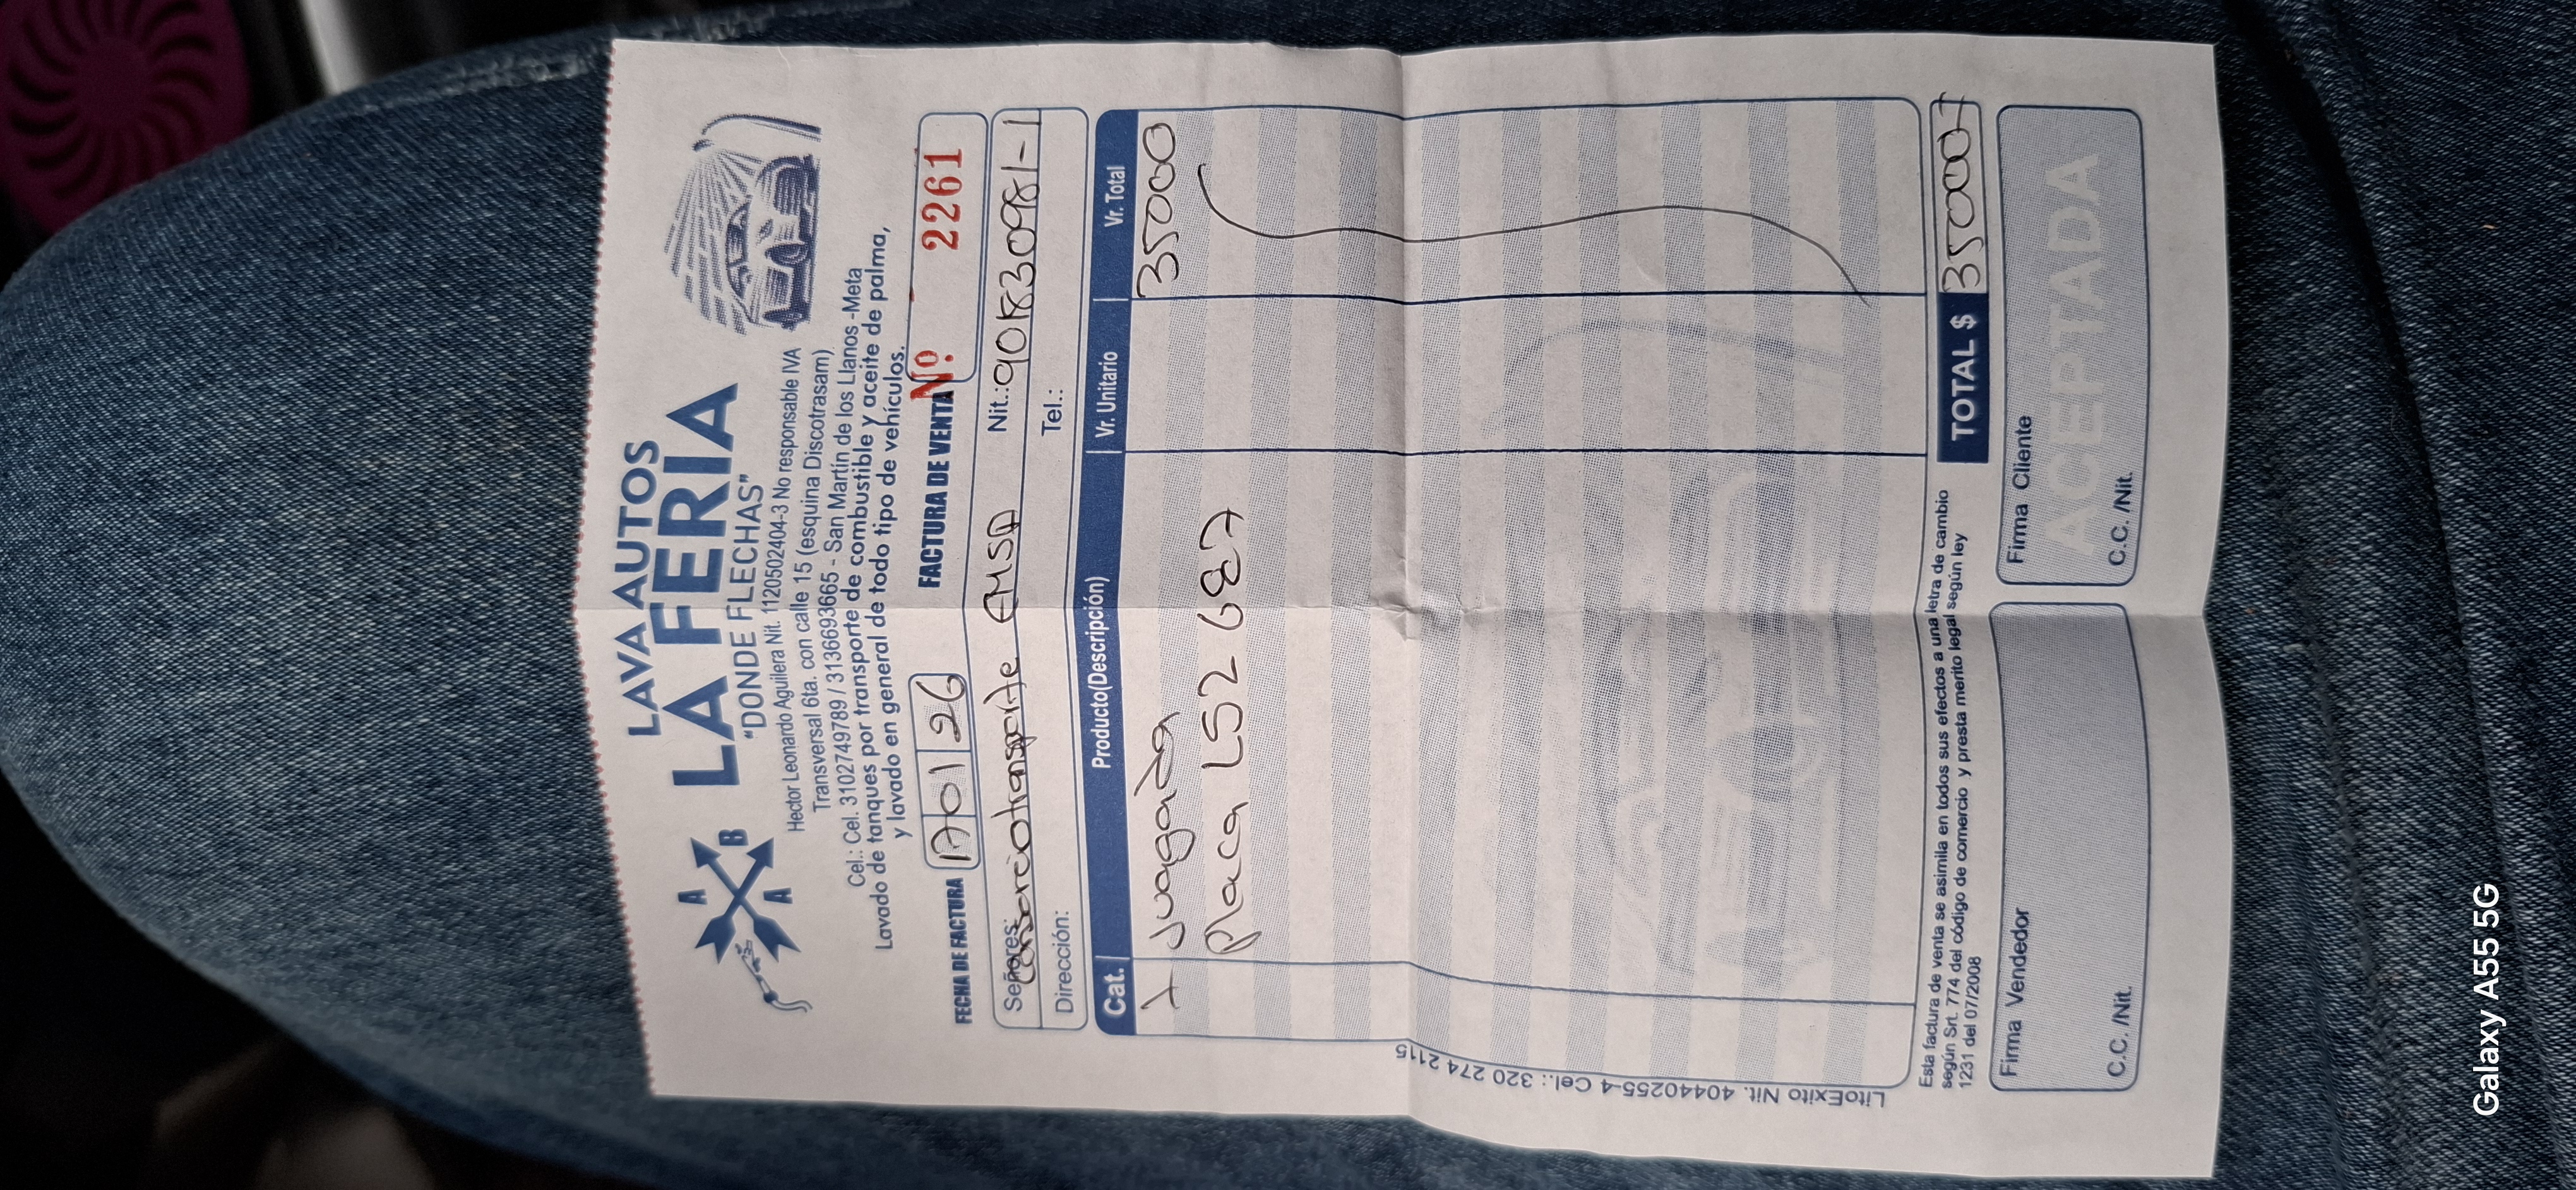 LAVA AUTOS
LA FERIA
"DONDE FLECHAS"
A B
A
Hector Leonardo Aguilera Nit. 1120502404-3 No responsable IVA
Transversal 6ta. con calle 15 (esquina Discotrasam)
Cel.: Cel. 3102749789 / 3136693665 - San Martín de los Llanos -Meta
Lavado de tanques por transporte de combustible y aceite de palma,
y lavado en general de todo tipo de vehículos.
FECHA DE FACTURA 17 01 26 FACTURA DE VENTA Nº. 2261
Señores: Consorcio transporte EMSA Nit.: 901830981-1
Dirección: Tel.:
Cat. Producto(Descripción) Vr. Unitario Vr. Total
1 Juagada 35000
Placa L52 687
LitoExito Nit. 40440255-4 Cel.: 320 274 2115
Esta factura de venta se asimila en todos sus efectos a una letra de cambio
según Srt. 774 del código de comercio y presta merito legal según ley
1231 del 07/2008
TOTAL $ 35000
Firma Vendedor
C.C. /Nit.
Firma Cliente
ACEPTADA
C.C. /Nit.
Galaxy A55 5G